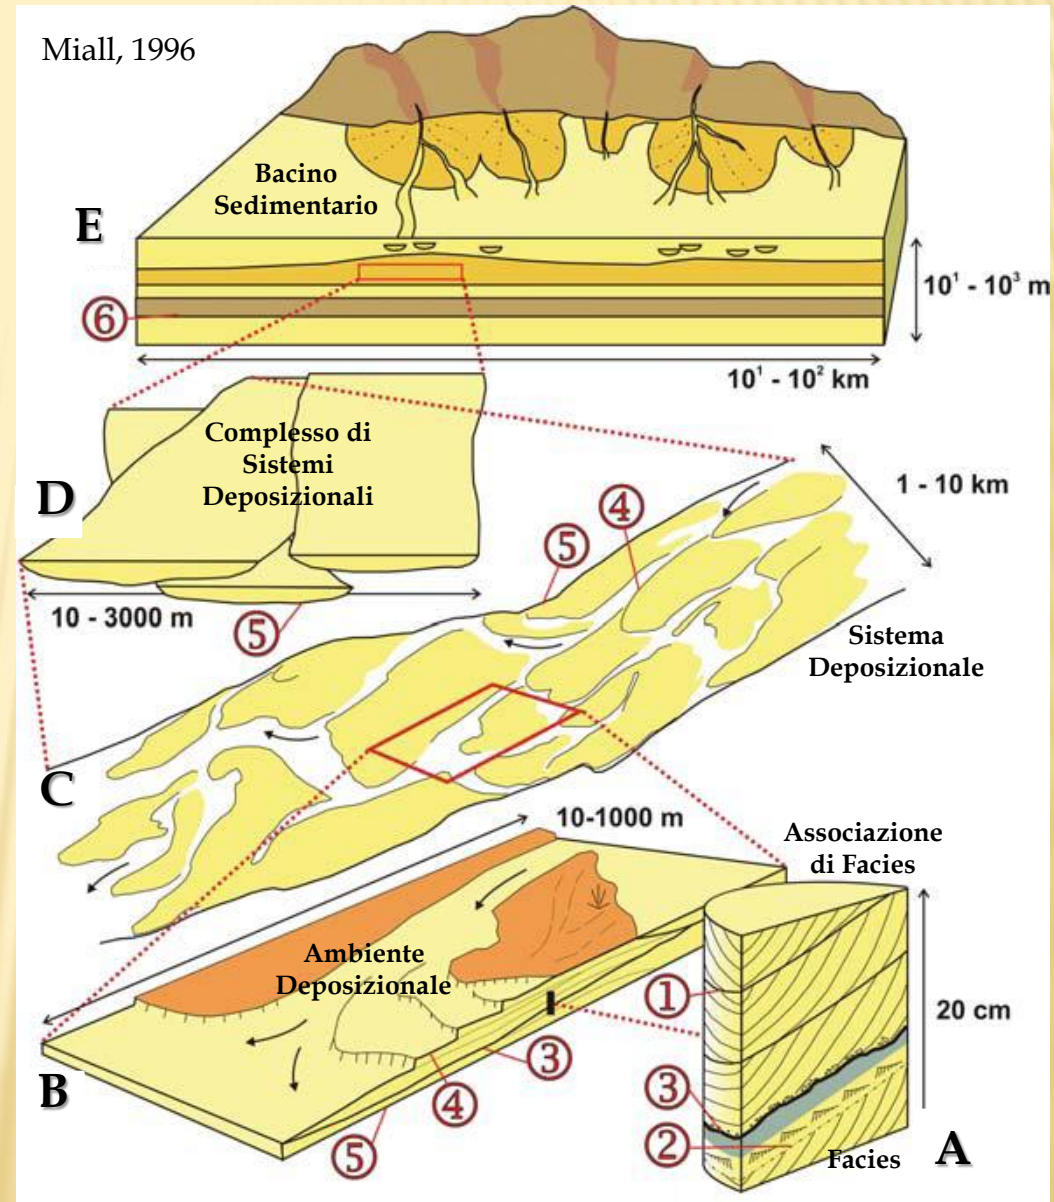 Miall, 1996
Bacino
Sedimentario
E
10¹ - 10³ m
6
10¹ - 10² km
Complesso di
Sistemi
Deposizionali
D
1 - 10 km
4
5
10 - 3000 m
5
Sistema
Deposizionale
C
10-1000 m
Associazione
di Facies
Ambiente
Deposizionale
1
20 cm
3
B
4
3
5
2
Facies
A